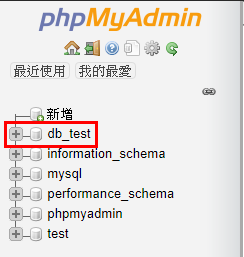 phpMyAdmin
最近使用 我的最愛
新增
db_test
information_schema
mysql
performance_schema
phpmyadmin
test